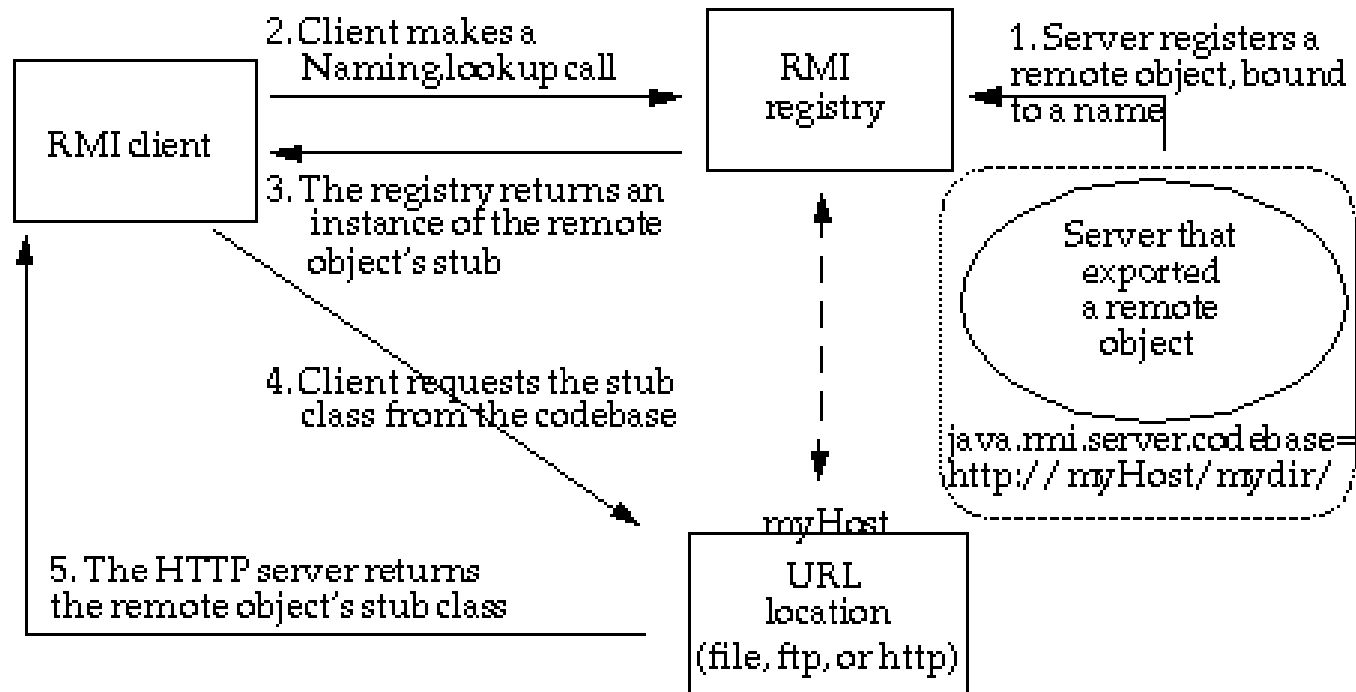 2. Client makes a
Naming.lookup call
RMI
registry
1. Server registers a
remote object, bound
to a name
RMI client
3. The registry returns an
instance of the remote
object's stub
Server that
exported
a remote
object
4. Client requests the stub
class from the codebase
java.rmi.server.codebase=
http://myHost/mydir/
myHost
URL
location
(file, ftp, or http)
5. The HTTP server returns
the remote object's stub class